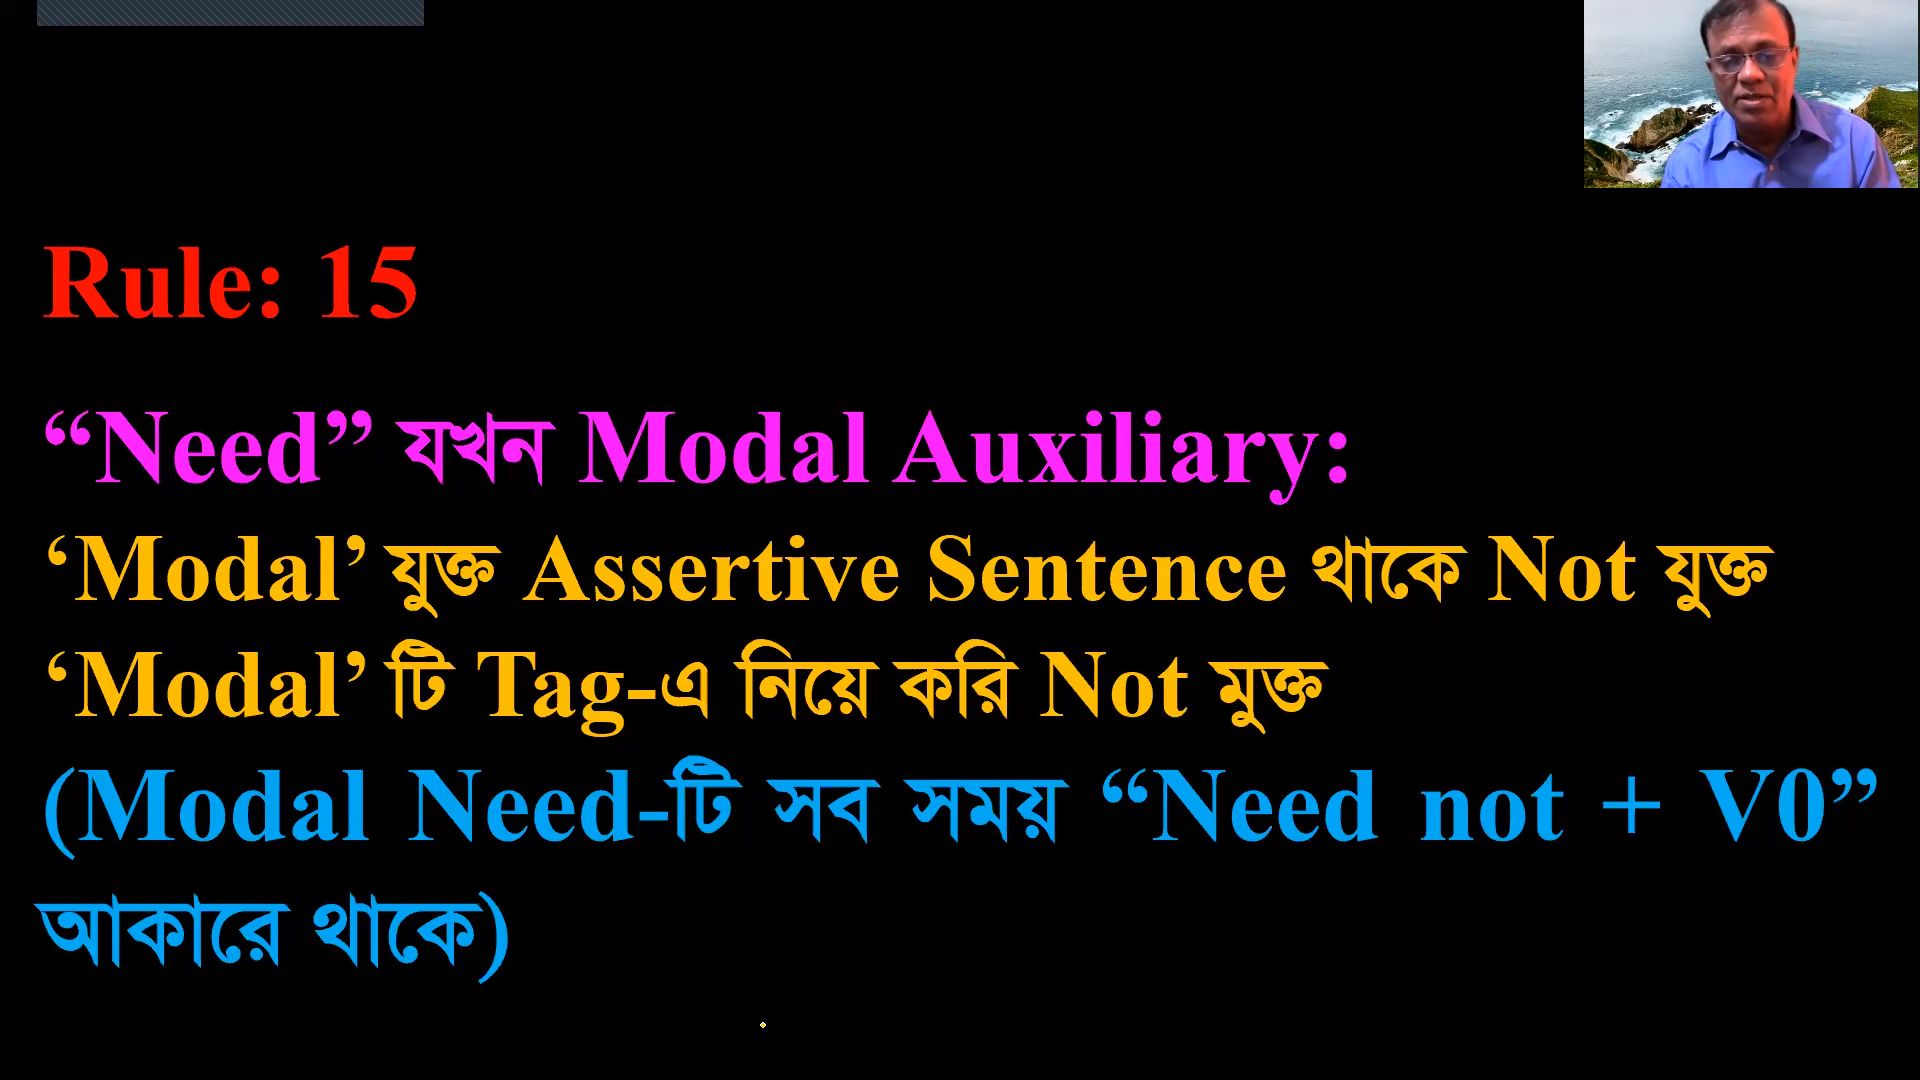 Rule: 15
“Need” যখন Modal Auxiliary:
‘Modal’ যুক্ত Assertive Sentence থাকে Not যুক্ত
‘Modal’ টি Tag-এ নিয়ে করি Not মুক্ত
(Modal Need-টি সব সময় “Need not + V0”
আকারে থাকে)